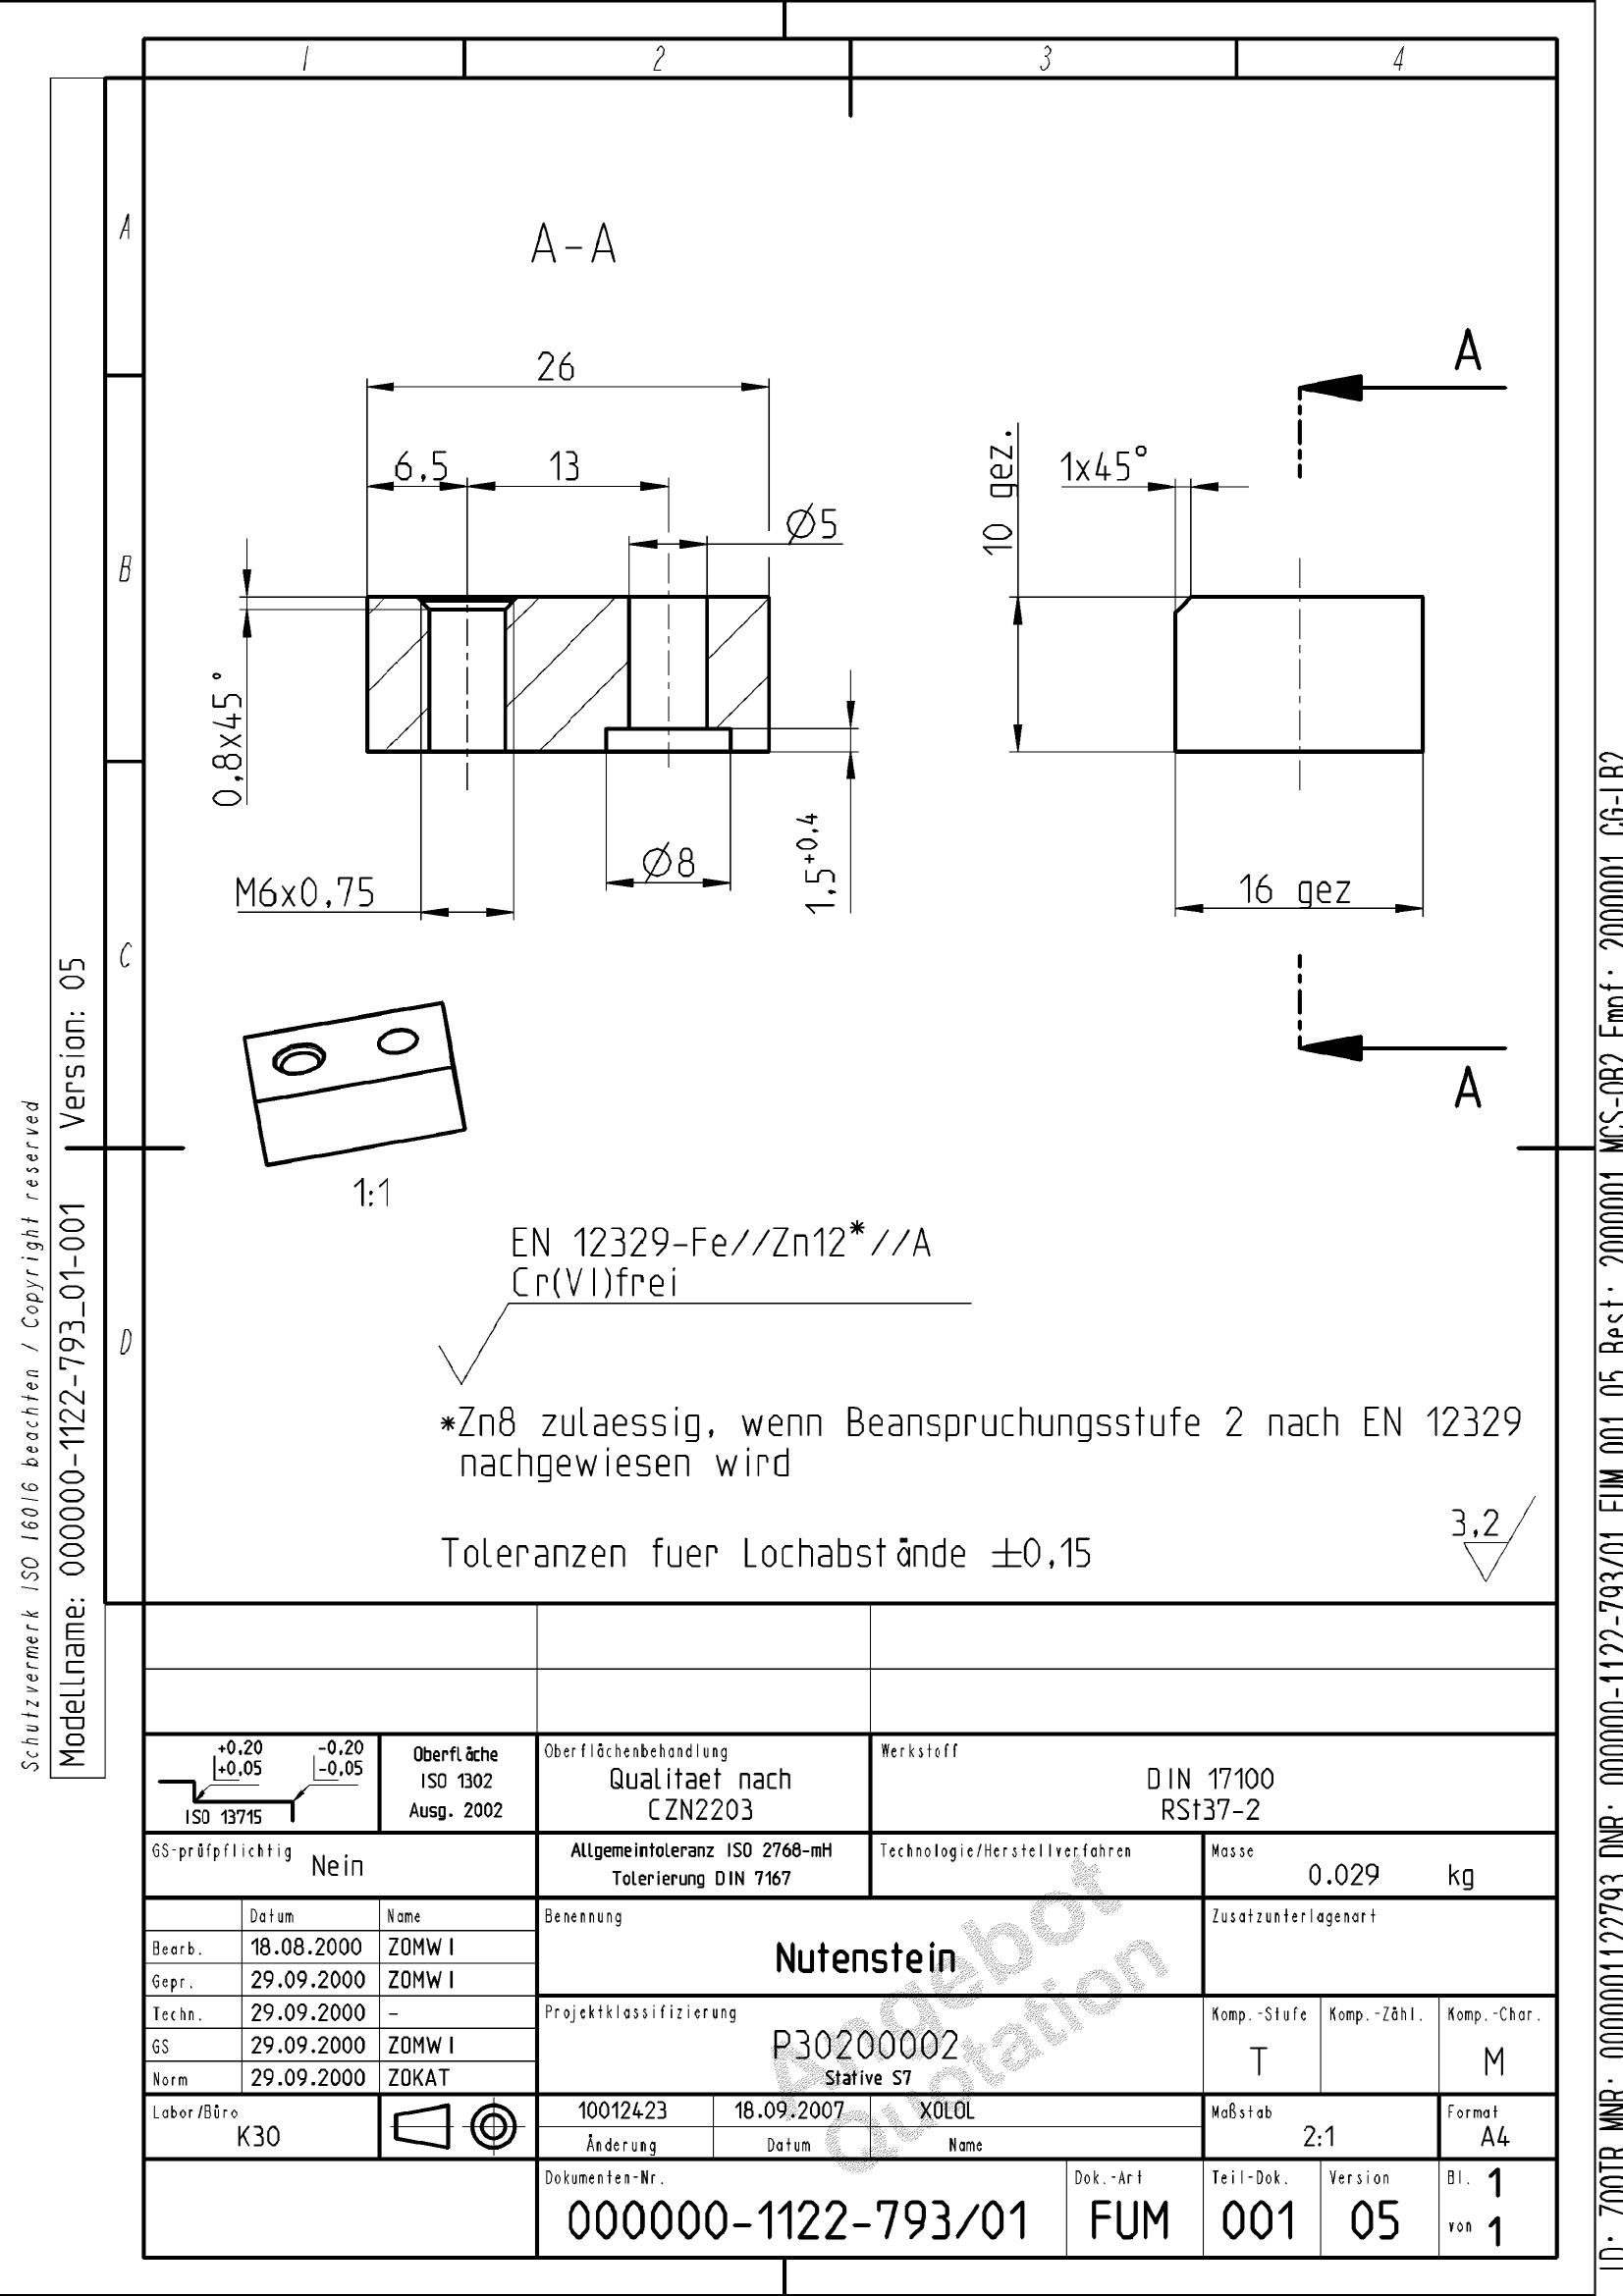 1 2 3 4
A
B
C
D
A-A
26
6,5
13
Ø5
0,8x45°
M6x0,75
Ø8
1,5+0,4
10 gez.
1x45°
16 gez
A
A
1:1
EN 12329-Fe//Zn12*//A
Cr(VI)frei
*Zn8 zulaessig, wenn Beanspruchungsstufe 2 nach EN 12329
nachgewiesen wird
Toleranzen fuer Lochabstände ±0,15
3,2
Schutzvermerk ISO 16016 beachten / Copyright reserved
Modellname: 000000-1122-793_01-001 Version: 05
ID: 700TR MNR: 0000001122793 DNR: 000000-1122-793/01 FUM 001 05 Best: 2000001 MCS-OB2 Empf: 2000001 CG-LB2
+0,20 -0,20
+0,05 -0,05
ISO 13715
Oberfläche
ISO 1302
Ausg. 2002
Oberflächenbehandlung
Qualitaet nach
CZN2203
Werkstoff
DIN 17100
RSt37-2
GS-prüfpflichtig
Nein
Allgemeintoleranz ISO 2768-mH
Tolerierung DIN 7167
Technologie/Herstellverfahren
Masse
0.029 kg
Datum Name
Bearb. 18.08.2000 ZOMWI
Gepr. 29.09.2000 ZOMWI
Techn. 29.09.2000 -
GS 29.09.2000 ZOMWI
Norm 29.09.2000 ZOKAT
Benennung
Nutenstein
Zusatzunterlagenart
Projektklassifizierung
P30200002
Stative S7
Komp.-Stufe Komp.-Zähl. Komp.-Char.
T M
Angebot
Quotation
Labor/Büro
K30
10012423 18.09.2007 XOLOL
Änderung Datum Name
Maßstab
2:1
Format
A4
Dokumenten-Nr.
000000-1122-793/01
Dok.-Art
FUM
Teil-Dok.
001
Version
05
Bl. 1
von 1